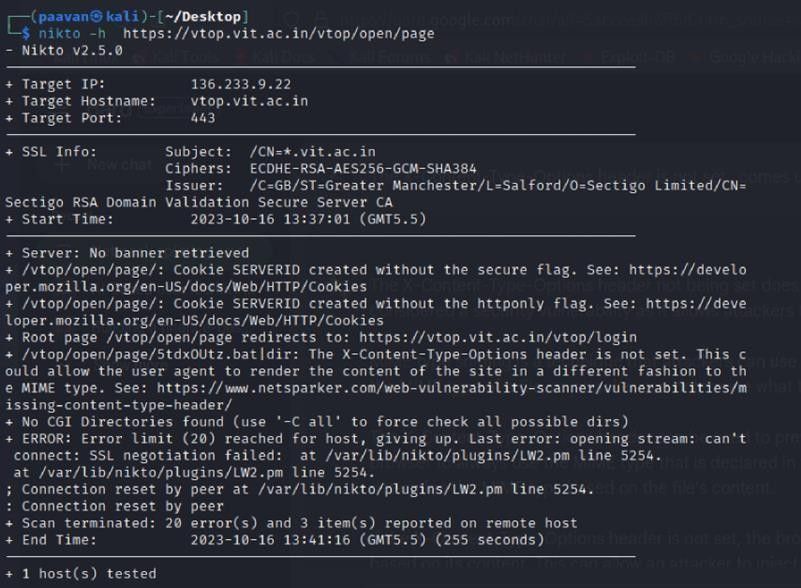 (paavan㉿kali)-[~/Desktop]
$ nikto -h  https://vtop.vit.ac.in/vtop/open/page
- Nikto v2.5.0
+ Target IP:          136.233.9.22
+ Target Hostname:    vtop.vit.ac.in
+ Target Port:        443
+ SSL Info:        Subject:  /CN=*.vit.ac.in
                   Ciphers:  ECDHE-RSA-AES256-GCM-SHA384
                   Issuer:   /C=GB/ST=Greater Manchester/L=Salford/O=Sectigo Limited/CN=
Sectigo RSA Domain Validation Secure Server CA
+ Start Time:         2023-10-16 13:37:01 (GMT5.5)
+ Server: No banner retrieved
+ /vtop/open/page/: Cookie SERVERID created without the secure flag. See: https://develo
per.mozilla.org/en-US/docs/Web/HTTP/Cookies
+ /vtop/open/page/: Cookie SERVERID created without the httponly flag. See: https://deve
loper.mozilla.org/en-US/docs/Web/HTTP/Cookies
+ Root page /vtop/open/page redirects to: https://vtop.vit.ac.in/vtop/login
+ /vtop/open/page/5tdxOUtz.bat|dir: The X-Content-Type-Options header is not set. This c
ould allow the user agent to render the content of the site in a different fashion to th
e MIME type. See: https://www.netsparker.com/web-vulnerability-scanner/vulnerabilities/m
issing-content-type-header/
+ No CGI Directories found (use '-C all' to force check all possible dirs)
+ ERROR: Error limit (20) reached for host, giving up. Last error: opening stream: can't
 connect: SSL negotiation failed:  at /var/lib/nikto/plugins/LW2.pm line 5254.
 at /var/lib/nikto/plugins/LW2.pm line 5254.
; Connection reset by peer at /var/lib/nikto/plugins/LW2.pm line 5254.
: Connection reset by peer
+ Scan terminated: 20 error(s) and 3 item(s) reported on remote host
+ End Time:           2023-10-16 13:41:16 (GMT5.5) (255 seconds)
+ 1 host(s) tested